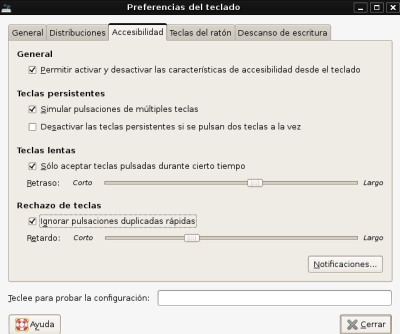 Preferencias del teclado
General Distribuciones Accesibilidad Teclas del ratón Descanso de escritura
General
Permitir activar y desactivar las características de accesibilidad desde el teclado
Teclas persistentes
Simular pulsaciones de múltiples teclas
Desactivar las teclas persistentes si se pulsan dos teclas a la vez
Teclas lentas
Sólo aceptar teclas pulsadas durante cierto tiempo
Retraso: Corto Largo
Rechazo de teclas
Ignorar pulsaciones duplicadas rápidas
Retardo: Corto Largo
Notificaciones...
Teclee para probar la configuración:
Ayuda Cerrar